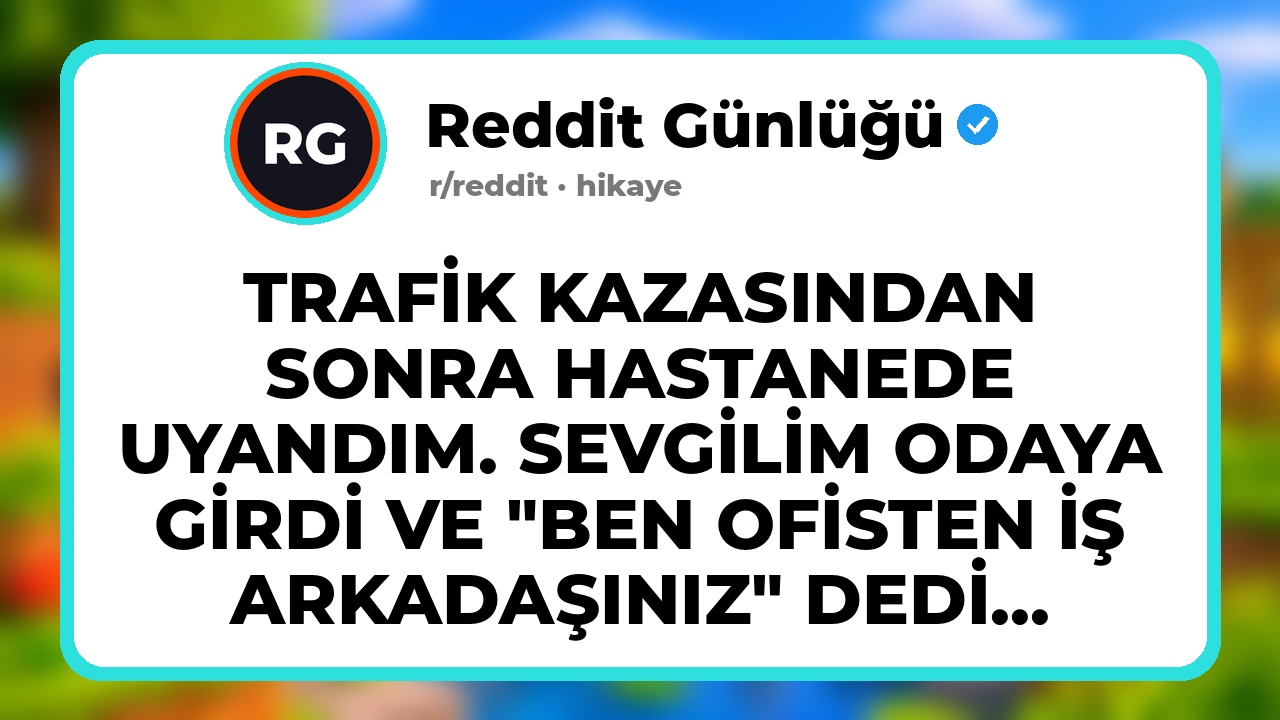 RG
Reddit Günlüğü
r/reddit • hikaye
TRAFİK KAZASINDAN
SONRA HASTANEDE
UYANDIM. SEVGİLİM ODAYA
GİRDİ VE "BEN OFİSTEN İŞ
ARKADAŞINIZ" DEDİ...